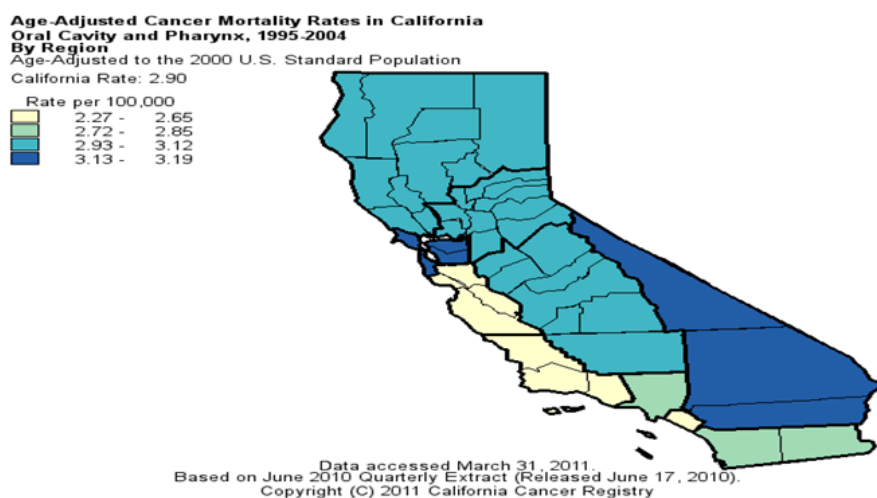 Age-Adjusted Cancer Mortality Rates in California
Oral Cavity and Pharynx, 1995-2004
By Region
Age-Adjusted to the 2000 U.S. Standard Population
California Rate: 2.90
Rate per 100,000
2.27 - 2.65
2.72 - 2.85
2.93 - 3.12
3.13 - 3.19
Data accessed March 31, 2011.
Based on June 2010 Quarterly Extract (Released June 17, 2010).
Copyright (C) 2011 California Cancer Registry